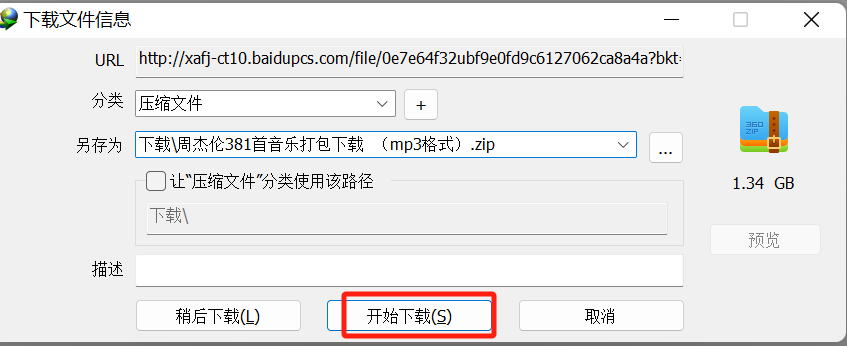 下载文件信息
URL http://xafj-ct10.baidupcs.com/file/0e7e64f32ubf9e0fd9c6127062ca8a4a?bkt=
分类 压缩文件 +
另存为 下载\周杰伦381首音乐打包下载 （mp3格式）.zip ...
360
ZIP
1.34 GB
让“压缩文件”分类使用该路径
下载\
预览
描述
稍后下载(L) 开始下载(S) 取消